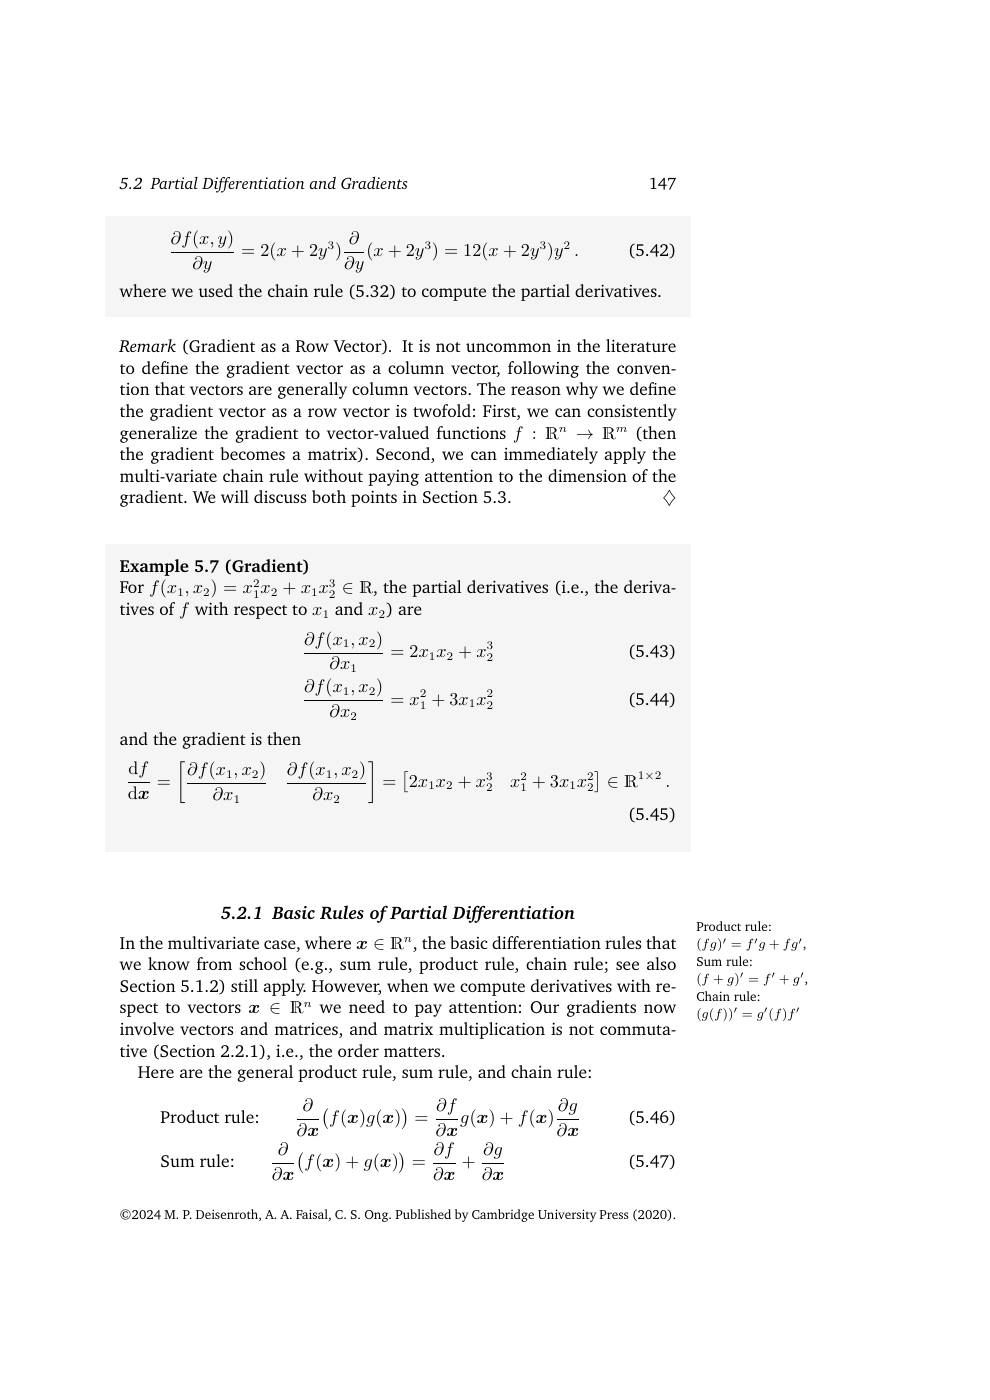 5.2 Partial Differentiation and Gradients 147
∂f(x, y)/∂y = 2(x + 2y³) ∂/∂y (x + 2y³) = 12(x + 2y³)y² . (5.42)
where we used the chain rule (5.32) to compute the partial derivatives.
Remark (Gradient as a Row Vector). It is not uncommon in the literature
to define the gradient vector as a column vector, following the conven-
tion that vectors are generally column vectors. The reason why we define
the gradient vector as a row vector is twofold: First, we can consistently
generalize the gradient to vector-valued functions f : ℝⁿ → ℝᵐ (then
the gradient becomes a matrix). Second, we can immediately apply the
multi-variate chain rule without paying attention to the dimension of the
gradient. We will discuss both points in Section 5.3. ♢
Example 5.7 (Gradient)
For f(x₁, x₂) = x₁²x₂ + x₁x₂³ ∈ ℝ, the partial derivatives (i.e., the deriva-
tives of f with respect to x₁ and x₂) are
∂f(x₁, x₂)/∂x₁ = 2x₁x₂ + x₂³ (5.43)
∂f(x₁, x₂)/∂x₂ = x₁² + 3x₁x₂² (5.44)
and the gradient is then
df/d𝒙 = [∂f(x₁, x₂)/∂x₁ ∂f(x₁, x₂)/∂x₂] = [2x₁x₂ + x₂³ x₁² + 3x₁x₂²] ∈ ℝ¹ˣ² .
(5.45)
5.2.1 Basic Rules of Partial Differentiation
In the multivariate case, where 𝒙 ∈ ℝⁿ, the basic differentiation rules that
we know from school (e.g., sum rule, product rule, chain rule; see also
Section 5.1.2) still apply. However, when we compute derivatives with re-
spect to vectors 𝒙 ∈ ℝⁿ we need to pay attention: Our gradients now
involve vectors and matrices, and matrix multiplication is not commuta-
tive (Section 2.2.1), i.e., the order matters.
Product rule:
(fg)′ = f′g + fg′,
Sum rule:
(f + g)′ = f′ + g′,
Chain rule:
(g(f))′ = g′(f)f′
Here are the general product rule, sum rule, and chain rule:
Product rule: ∂/∂𝒙 (f(𝒙)g(𝒙)) = ∂f/∂𝒙 g(𝒙) + f(𝒙) ∂g/∂𝒙 (5.46)
Sum rule: ∂/∂𝒙 (f(𝒙) + g(𝒙)) = ∂f/∂𝒙 + ∂g/∂𝒙 (5.47)
©2024 M. P. Deisenroth, A. A. Faisal, C. S. Ong. Published by Cambridge University Press (2020).